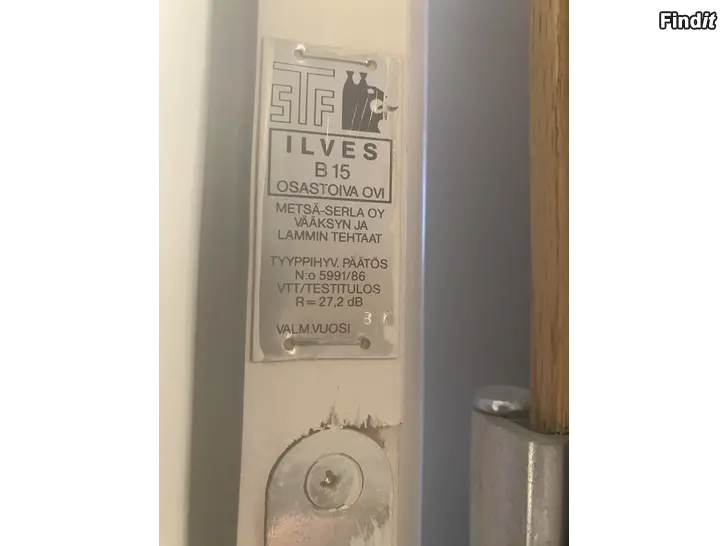 Findit
STF
ILVES
B 15
OSASTOIVA OVI
METSÄ-SERLA OY
VÄÄKSYN JA
LAMMIN TEHTAAT
TYYPPIHYV. PÄÄTÖS
N:o 5991/86
VTT/TESTITULOS
R = 27,2 dB
VALM.VUOSI